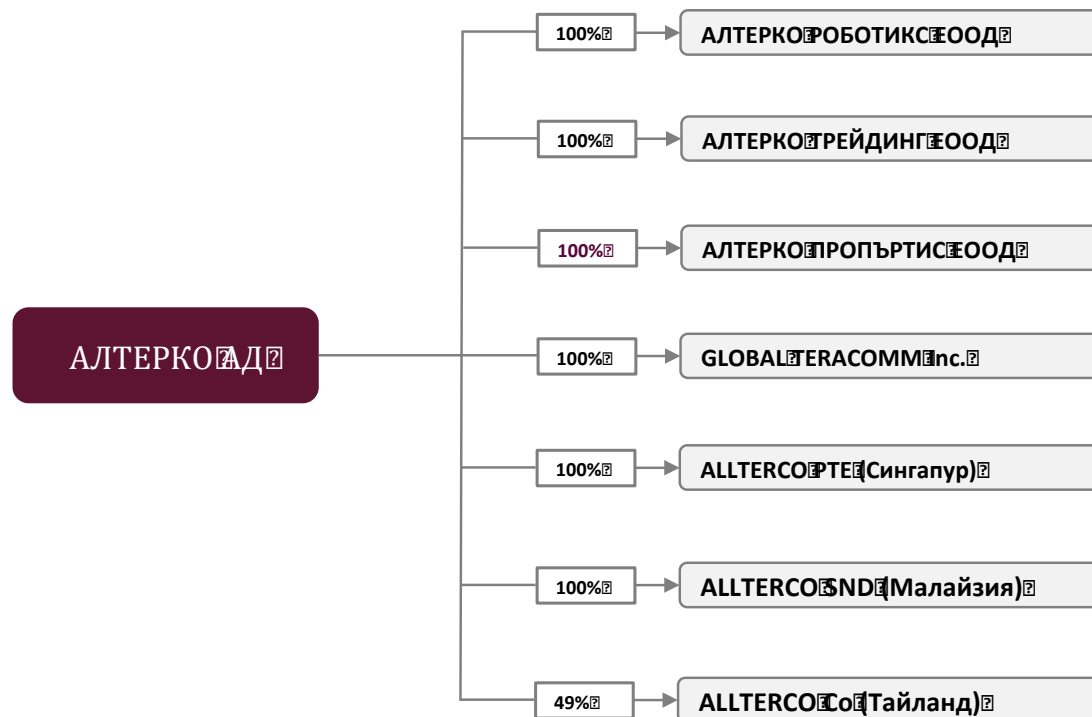 100%
АЛТЕРКО РОБОТИКС ЕООД
100%
АЛТЕРКО ТРЕЙДИНГ ЕООД
100%
АЛТЕРКО ПРОПЪРТИС ЕООД
АЛТЕРКО АД
100%
GLOBAL TERACOMM Inc.
100%
ALLTERCO PTE (Сингапур)
100%
ALLTERCO SND (Малайзия)
49%
ALLTERCO Co (Тайланд)